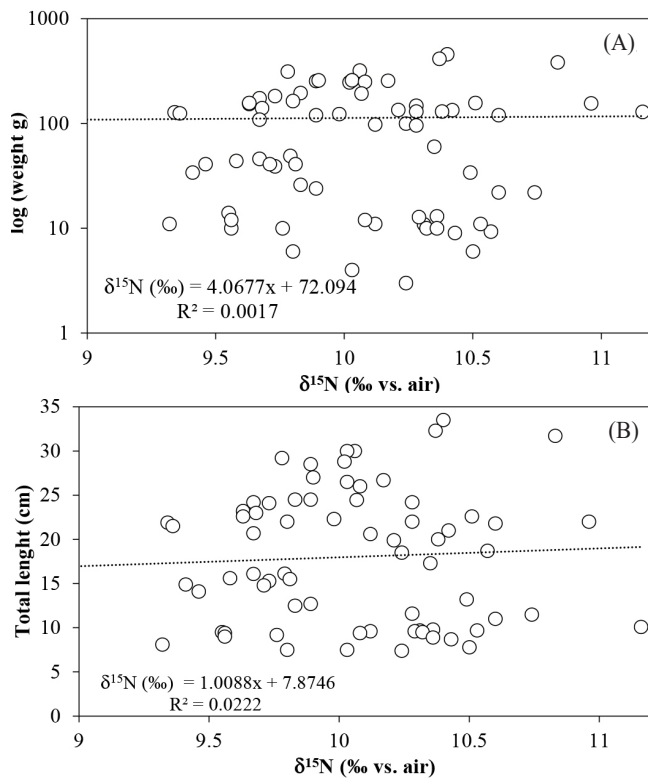 1000
(A)
100
log (weight g)
10
δ¹⁵N (‰) = 4.0677x + 72.094
R² = 0.0017
1
9
9.5
10
10.5
11
δ¹⁵N (‰ vs. air)
35
(B)
30
25
20
Total lenght (cm)
15
10
5
δ¹⁵N (‰) = 1.0088x + 7.8746
R² = 0.0222
0
9
9.5
10
10.5
11
δ¹⁵N (‰ vs. air)